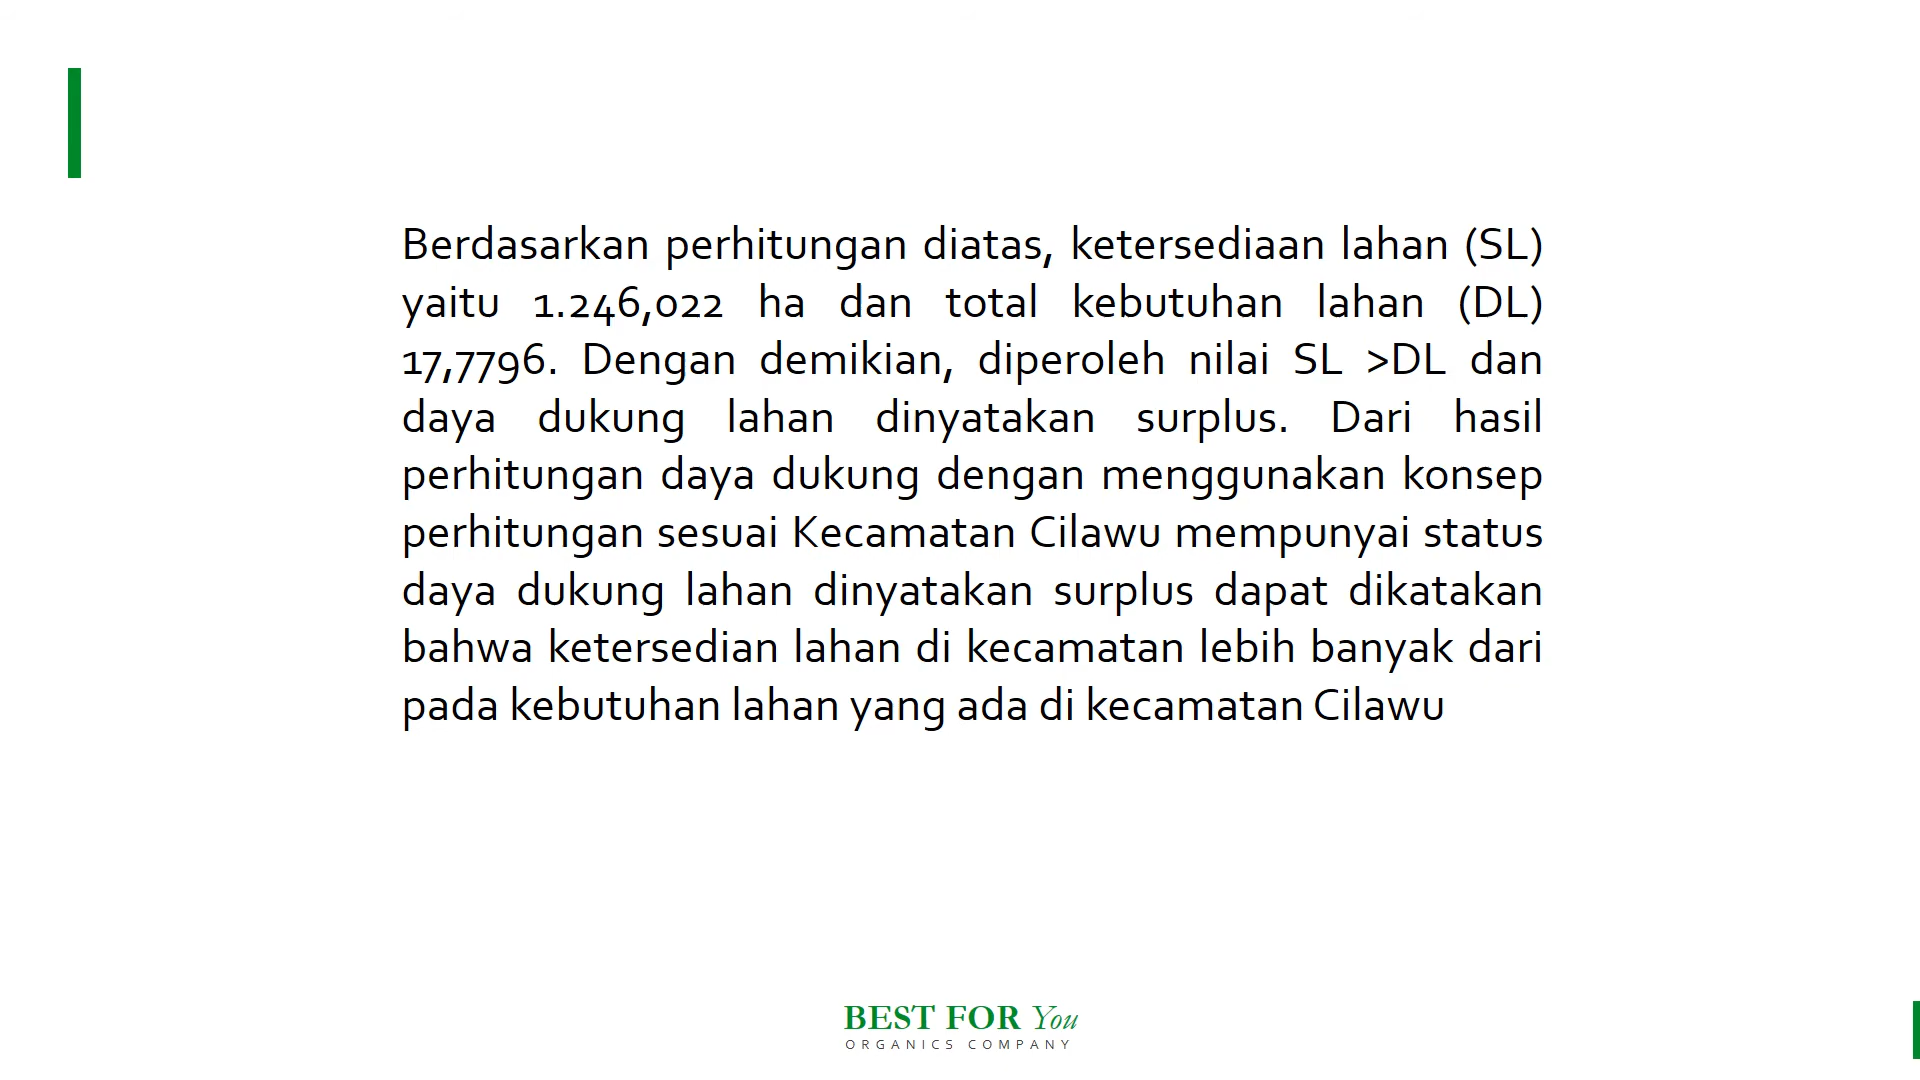 Berdasarkan perhitungan diatas, ketersediaan lahan (SL)
yaitu 1.246,022 ha dan total kebutuhan lahan (DL)
17,7796. Dengan demikian, diperoleh nilai SL >DL dan
daya dukung lahan dinyatakan surplus. Dari hasil
perhitungan daya dukung dengan menggunakan konsep
perhitungan sesuai Kecamatan Cilawu mempunyai status
daya dukung lahan dinyatakan surplus dapat dikatakan
bahwa ketersedian lahan di kecamatan lebih banyak dari
pada kebutuhan lahan yang ada di kecamatan Cilawu
BEST FOR You
ORGANICS COMPANY